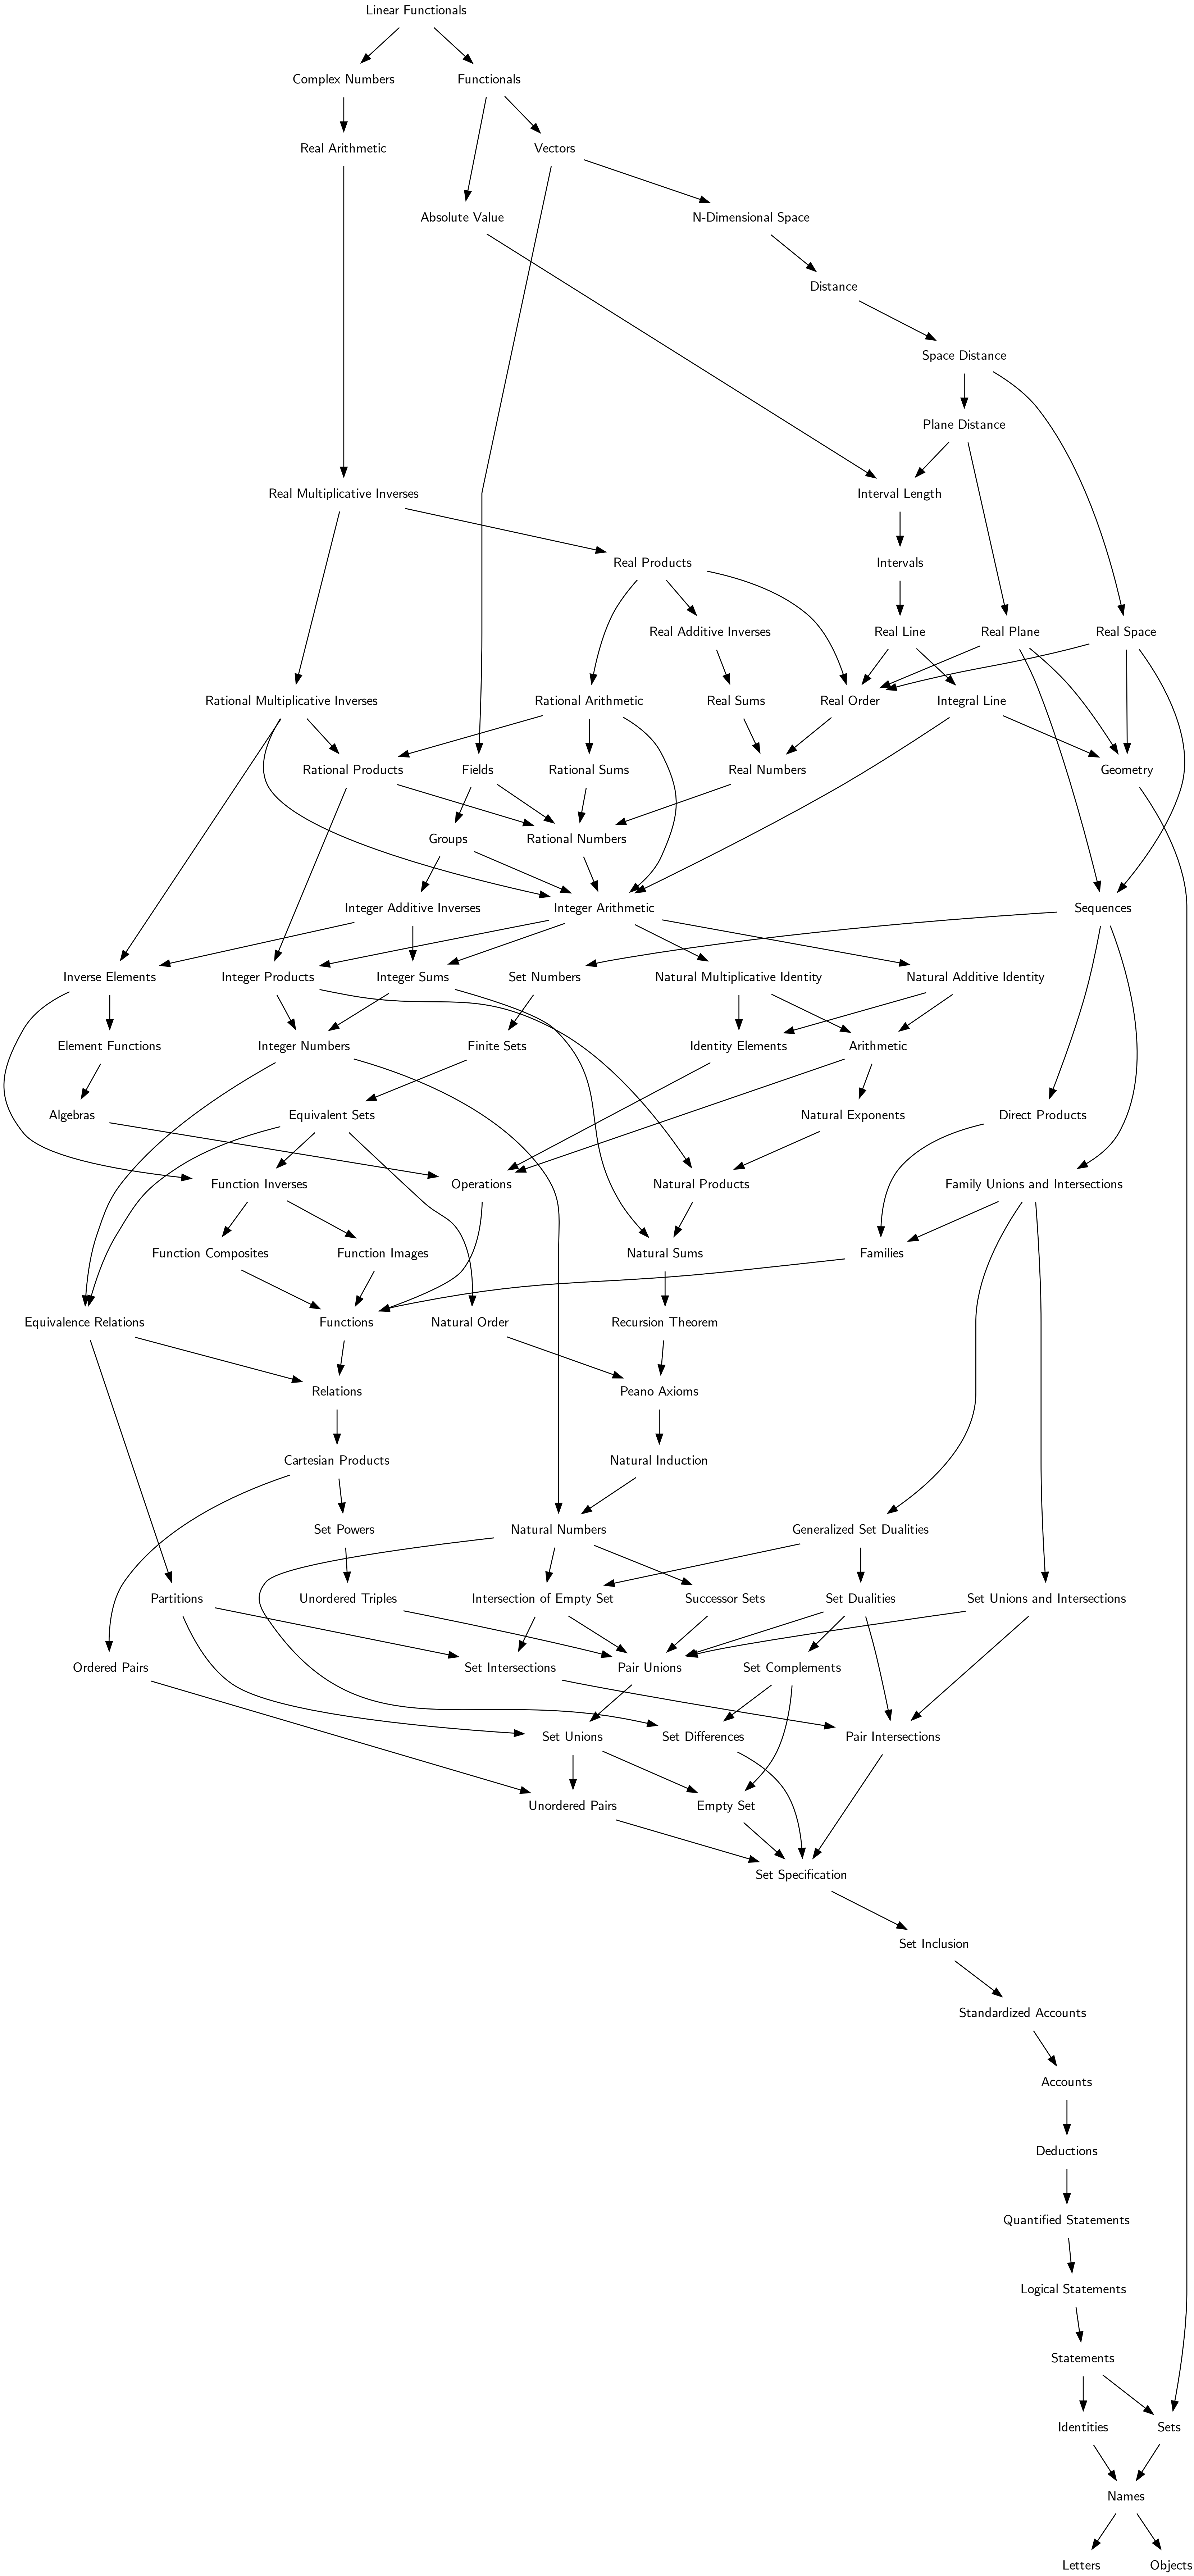 Linear Functionals
Complex Numbers
Functionals
Real Arithmetic
Vectors
Absolute Value
N-Dimensional Space
Distance
Space Distance
Plane Distance
Real Multiplicative Inverses
Interval Length
Real Products
Intervals
Real Additive Inverses
Real Line
Real Plane
Real Space
Rational Multiplicative Inverses
Rational Arithmetic
Real Sums
Real Order
Integral Line
Rational Products
Fields
Rational Sums
Real Numbers
Geometry
Groups
Rational Numbers
Integer Additive Inverses
Integer Arithmetic
Sequences
Inverse Elements
Integer Products
Integer Sums
Set Numbers
Natural Multiplicative Identity
Natural Additive Identity
Element Functions
Integer Numbers
Finite Sets
Identity Elements
Arithmetic
Algebras
Equivalent Sets
Natural Exponents
Direct Products
Function Inverses
Operations
Natural Products
Family Unions and Intersections
Function Composites
Function Images
Natural Sums
Families
Equivalence Relations
Functions
Natural Order
Recursion Theorem
Relations
Peano Axioms
Cartesian Products
Natural Induction
Set Powers
Natural Numbers
Generalized Set Dualities
Partitions
Unordered Triples
Intersection of Empty Set
Successor Sets
Set Dualities
Set Unions and Intersections
Ordered Pairs
Set Intersections
Pair Unions
Set Complements
Set Unions
Set Differences
Pair Intersections
Unordered Pairs
Empty Set
Set Specification
Set Inclusion
Standardized Accounts
Accounts
Deductions
Quantified Statements
Logical Statements
Statements
Identities
Sets
Names
Letters
Objects